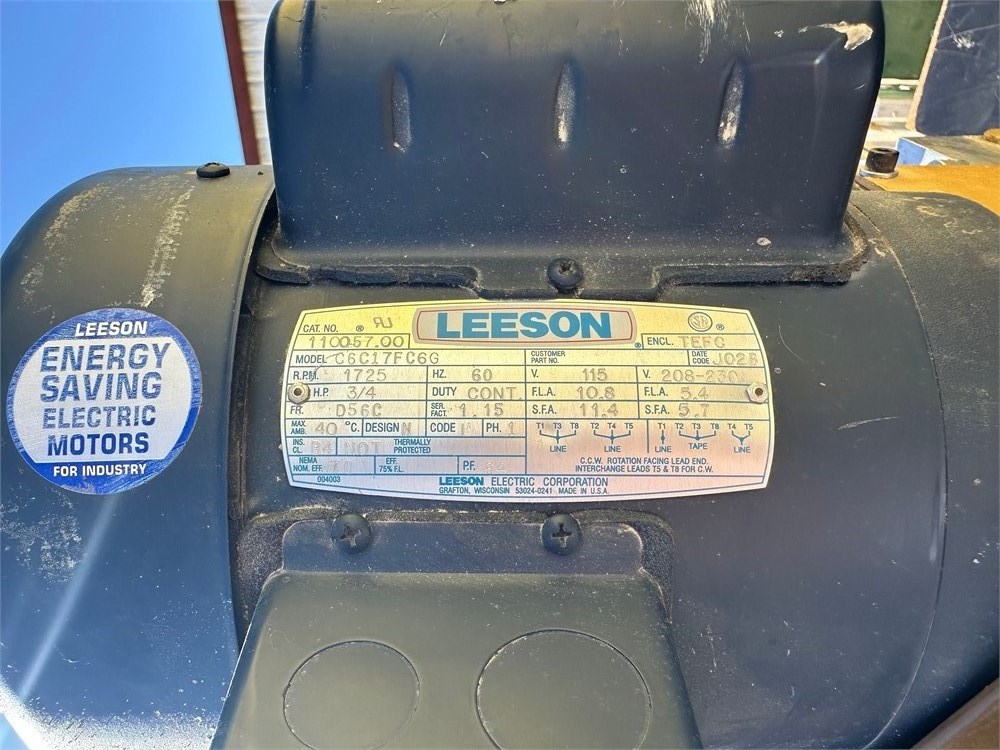 LEESON
ENERGY
SAVING
ELECTRIC
MOTORS
FOR INDUSTRY
CAT. NO. ® LEESON ®
110057.00 ENCL. TEFC
MODEL C6C17FC6G CUSTOMER PART NO. DATE CODE J02B
R.P.M. 1725 HZ. 60 V. 115 V. 208-230
H.P. 3/4 DUTY CONT. F.L.A. 10.8 F.L.A. 5.4
FR. D56C SER. FACT. 1.15 S.F.A. 11.4 S.F.A. 5.7
MAX. AMB. 40 °C. DESIGN N CODE PH. 1 T1 T3 T8 T2 T4 T5 T1 T2 T3 T8 T4 T5
LINE LINE LINE TAPE LINE
INS. CL. NOT THERMALLY PROTECTED
NEMA NOM. EFF. EFF. 75% F.L. P.F. C.C.W. ROTATION FACING LEAD END.
INTERCHANGE LEADS T5 & T8 FOR C.W.
004003 LEESON ELECTRIC CORPORATION
GRAFTON, WISCONSIN 53024-0241 MADE IN U.S.A.